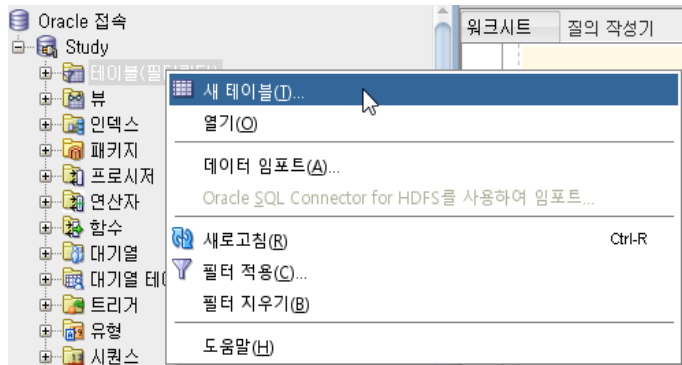 Oracle 접속
Study
테이블(필터링됨)
뷰
인덱스
패키지
프로시저
연산자
함수
대기열
대기열 테
트리거
유형
시퀀스
워크시트 질의 작성기
새 테이블(T)...
열기(O)
데이터 임포트(A)...
Oracle SQL Connector for HDFS를 사용하여 임포트...
새로고침(R) Ctrl-R
필터 적용(C)...
필터 지우기(B)
도움말(H)